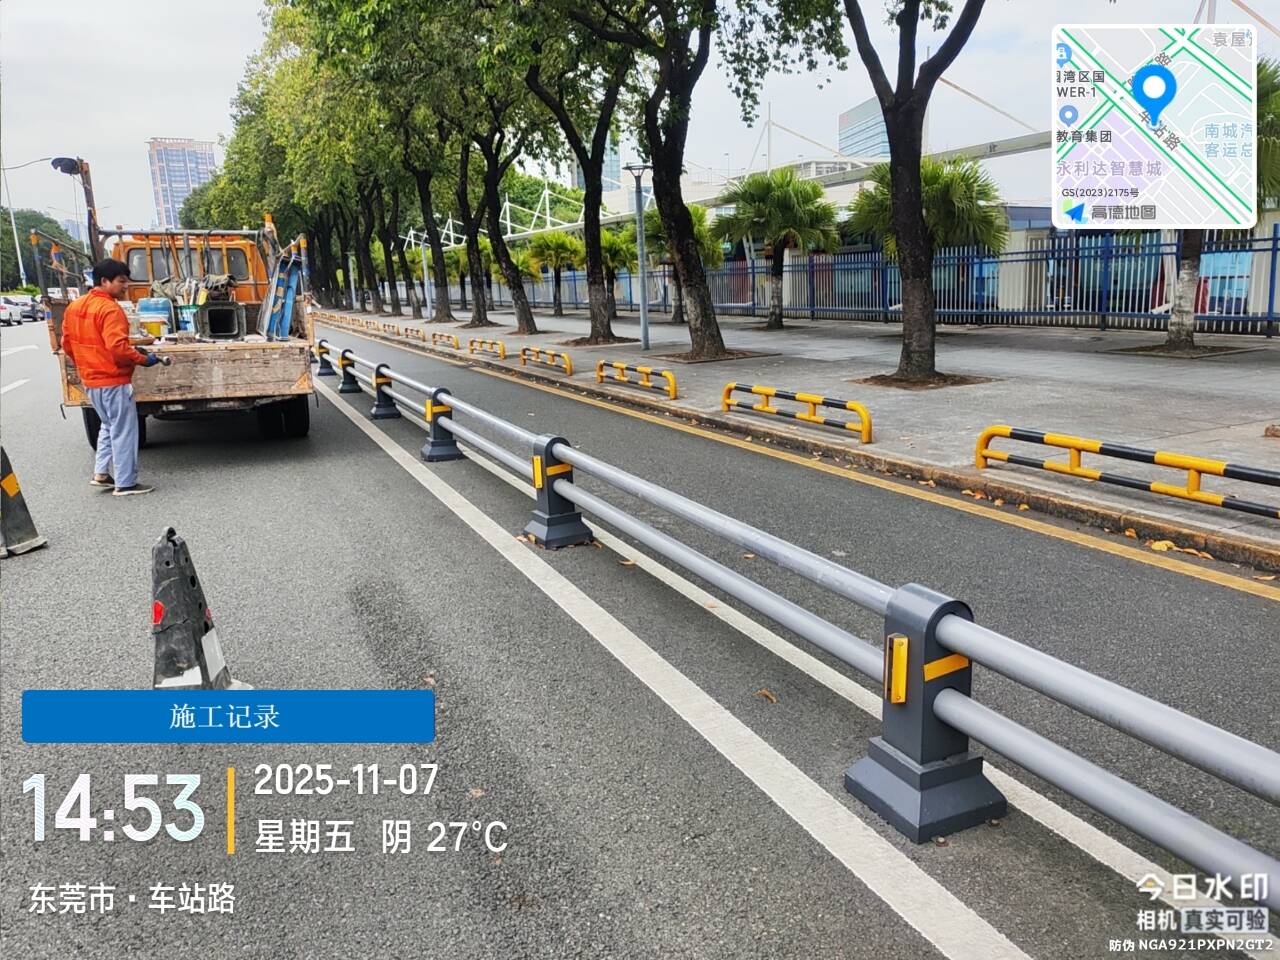 袁屋
湾区国
WER-1
教育集团
车站路
南城汽
客运总
永利达智慧城
GS(2023)2175号
高德地图
施工记录
14:53
2025-11-07
星期五 阴 27°C
东莞市·车站路
今日水印
相机 真实可验
防伪 NGA921PXPN2GT2